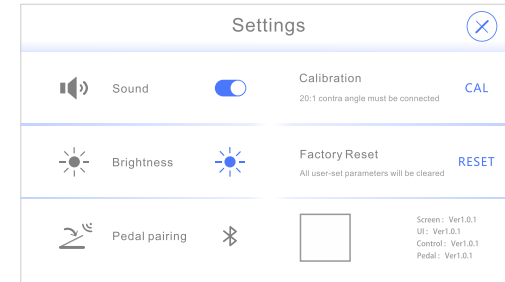 Settings
Sound
Calibration
20:1 contra angle must be connected
CAL
Brightness
Factory Reset
All user-set parameters will be cleared
RESET
Pedal pairing
Screen : Ver1.0.1
UI : Ver1.0.1
Control : Ver1.0.1
Pedal : Ver1.0.1